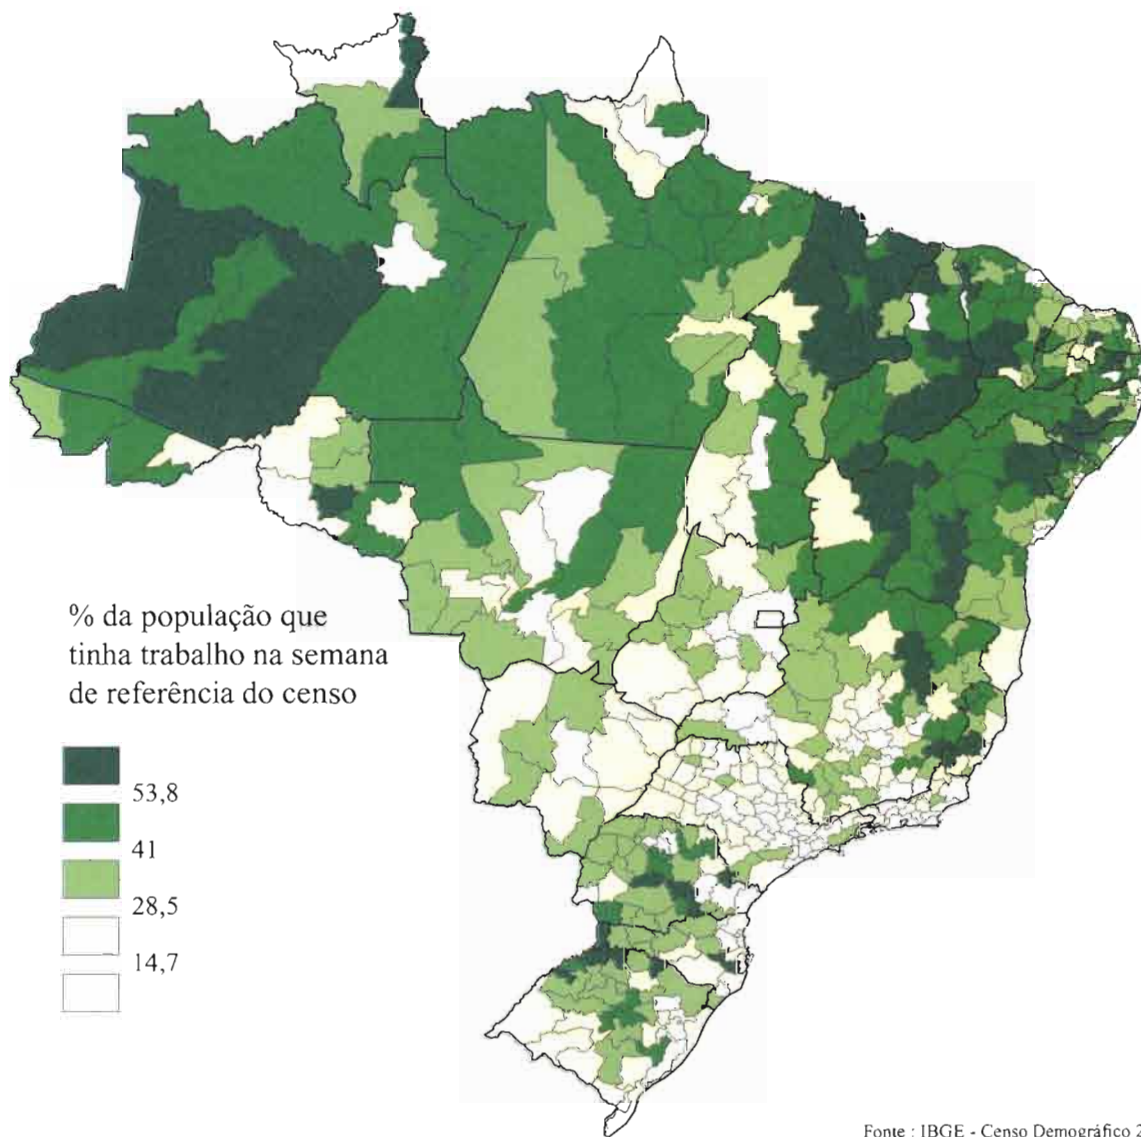 % da população que
tinha trabalho na semana
de referência do censo
53,8
41
28,5
14,7
Fonte : IBGE - Censo Demográfico 2